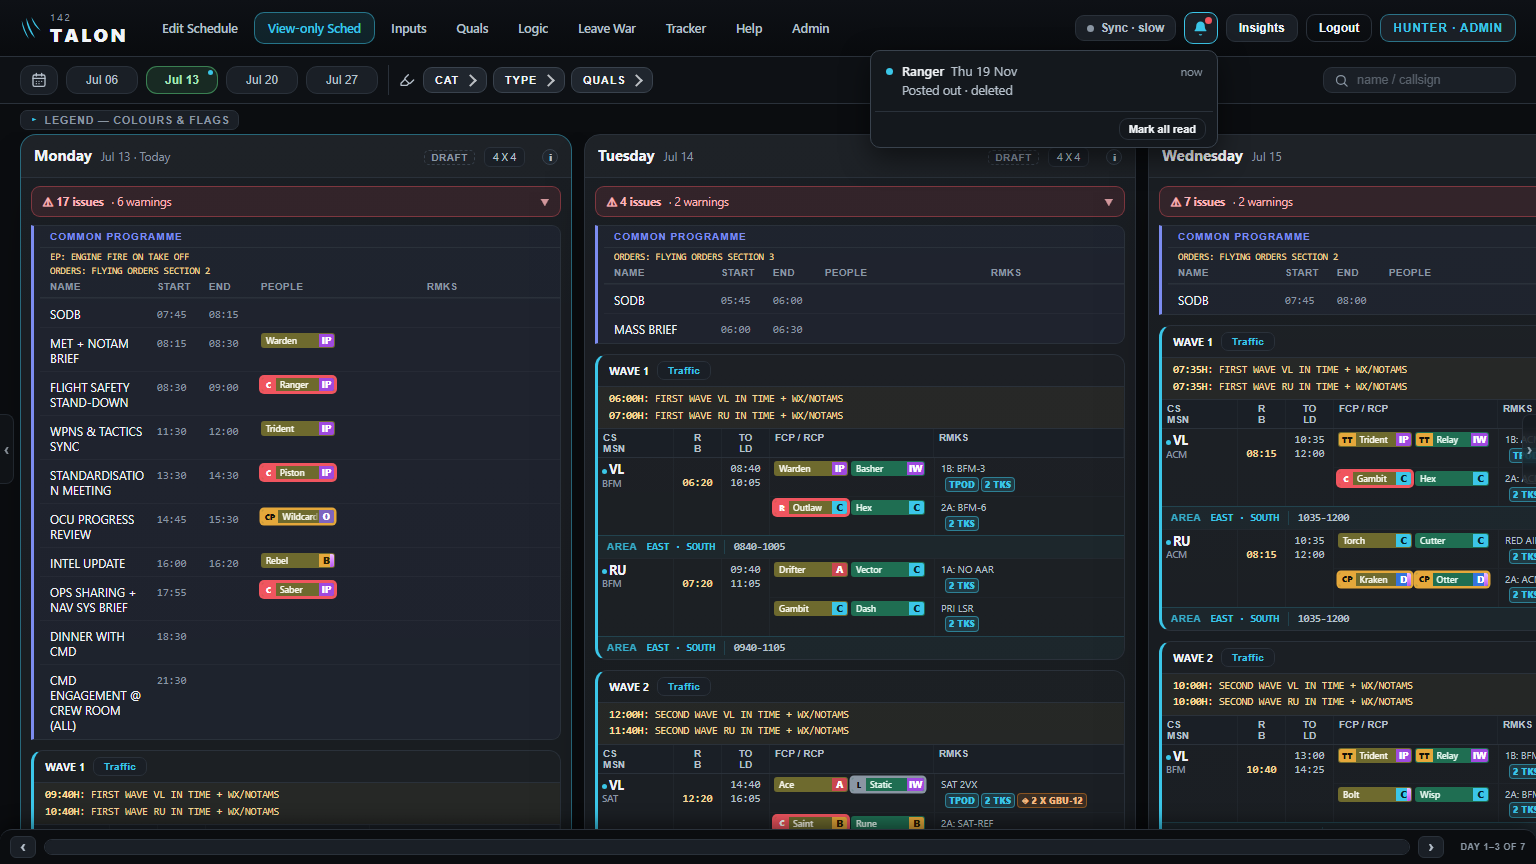 142
TALON
Edit Schedule
View-only Sched
Inputs
Quals
Logic
Leave War
Tracker
Help
Admin
Sync · slow
Insights
Logout
HUNTER · ADMIN
Jul 06
Jul 13
Jul 20
Jul 27
CAT
TYPE
QUALS
name / callsign
Ranger Thu 19 Nov now
Posted out · deleted
Mark all read
LEGEND — COLOURS & FLAGS
Monday Jul 13 · Today DRAFT 4 X 4 i
17 issues · 6 warnings
COMMON PROGRAMME
EP: ENGINE FIRE ON TAKE OFF
ORDERS: FLYING ORDERS SECTION 2
NAME START END PEOPLE RMKS
SODB 07:45 08:15
MET + NOTAM BRIEF 08:15 08:30 Warden IP
FLIGHT SAFETY STAND-DOWN 08:30 09:00 C Ranger IP
WPNS & TACTICS SYNC 11:30 12:00 Trident IP
STANDARDISATIO
N MEETING 13:30 14:30 C Piston IP
OCU PROGRESS REVIEW 14:45 15:30 CP Wildcard O
INTEL UPDATE 16:00 16:20 Rebel B
OPS SHARING + NAV SYS BRIEF 17:55 C Saber IP
DINNER WITH CMD 18:30
CMD ENGAGEMENT @ CREW ROOM (ALL) 21:30
WAVE 1 Traffic
09:40H: FIRST WAVE VL IN TIME + WX/NOTAMS
10:40H: FIRST WAVE RU IN TIME + WX/NOTAMS
Tuesday Jul 14 DRAFT 4 X 4 i
4 issues · 2 warnings
COMMON PROGRAMME
ORDERS: FLYING ORDERS SECTION 3
NAME START END PEOPLE RMKS
SODB 05:45 06:00
MASS BRIEF 06:00 06:30
WAVE 1 Traffic
06:00H: FIRST WAVE VL IN TIME + WX/NOTAMS
07:00H: FIRST WAVE RU IN TIME + WX/NOTAMS
CS R TO FCP / RCP RMKS
MSN B LD
VL 08:40 Warden IP Basher IW 1B: BFM-3
BFM 06:20 10:05 TPOD 2 TKS
R Outlaw C Hex C 2A: BFM-6
2 TKS
AREA EAST · SOUTH 0840-1005
RU 09:40 Drifter A Vector C 1A: NO AAR
BFM 07:20 11:05 2 TKS
Gambit C Dash C PRI LSR
2 TKS
AREA EAST · SOUTH 0940-1105
WAVE 2 Traffic
12:00H: SECOND WAVE VL IN TIME + WX/NOTAMS
11:40H: SECOND WAVE RU IN TIME + WX/NOTAMS
CS R TO FCP / RCP RMKS
MSN B LD
VL 14:40 Ace A L Static IW SAT 2VX
SAT 12:20 16:05 TPOD 2 TKS 2 X GBU-12
C Saint B Rune B 2A: SAT-REF
Wednesday Jul 15
7 issues · 2 warnings
COMMON PROGRAMME
ORDERS: FLYING ORDERS SECTION 2
NAME START END PEOPLE
SODB 07:45 08:00
WAVE 1 Traffic
07:35H: FIRST WAVE VL IN TIME + WX/NOTAMS
07:35H: FIRST WAVE RU IN TIME + WX/NOTAMS
CS R TO FCP / RCP RMKS
MSN B LD
VL 10:35 TT Trident IP TT Relay IW 1B:
ACM 08:15 12:00
C Gambit C Hex C 2A:
2 TKS
AREA EAST · SOUTH 1035-1200
RU 10:35 Torch C Cutter C RED
ACM 08:15 12:00 2 TKS
CP Kraken D CP Otter D 2A:
2 TKS
AREA EAST · SOUTH 1035-1200
WAVE 2 Traffic
10:00H: SECOND WAVE VL IN TIME + WX/NOTAMS
10:00H: SECOND WAVE RU IN TIME + WX/NOTAMS
CS R TO FCP / RCP RMKS
MSN B LD
VL 13:00 TT Trident IP TT Relay IW 1B:
BFM 10:40 14:25 2 TKS
Bolt C Wisp C 2A:
2 TKS
DAY 1–3 OF 7